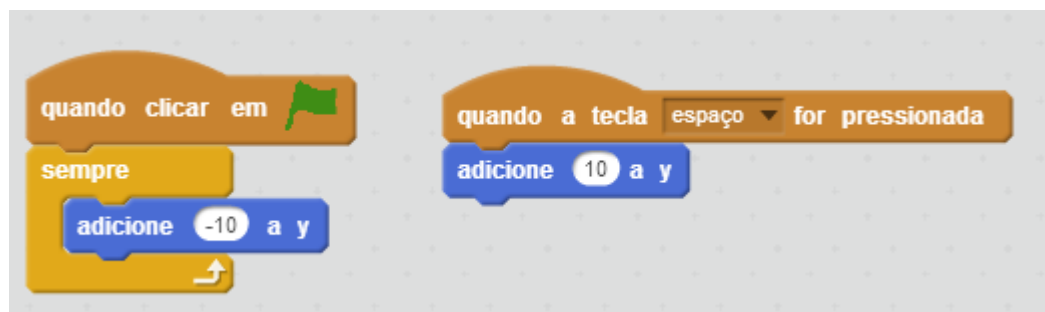 quando clicar em
sempre
adicione -10 a y
quando a tecla espaço for pressionada
adicione 10 a y